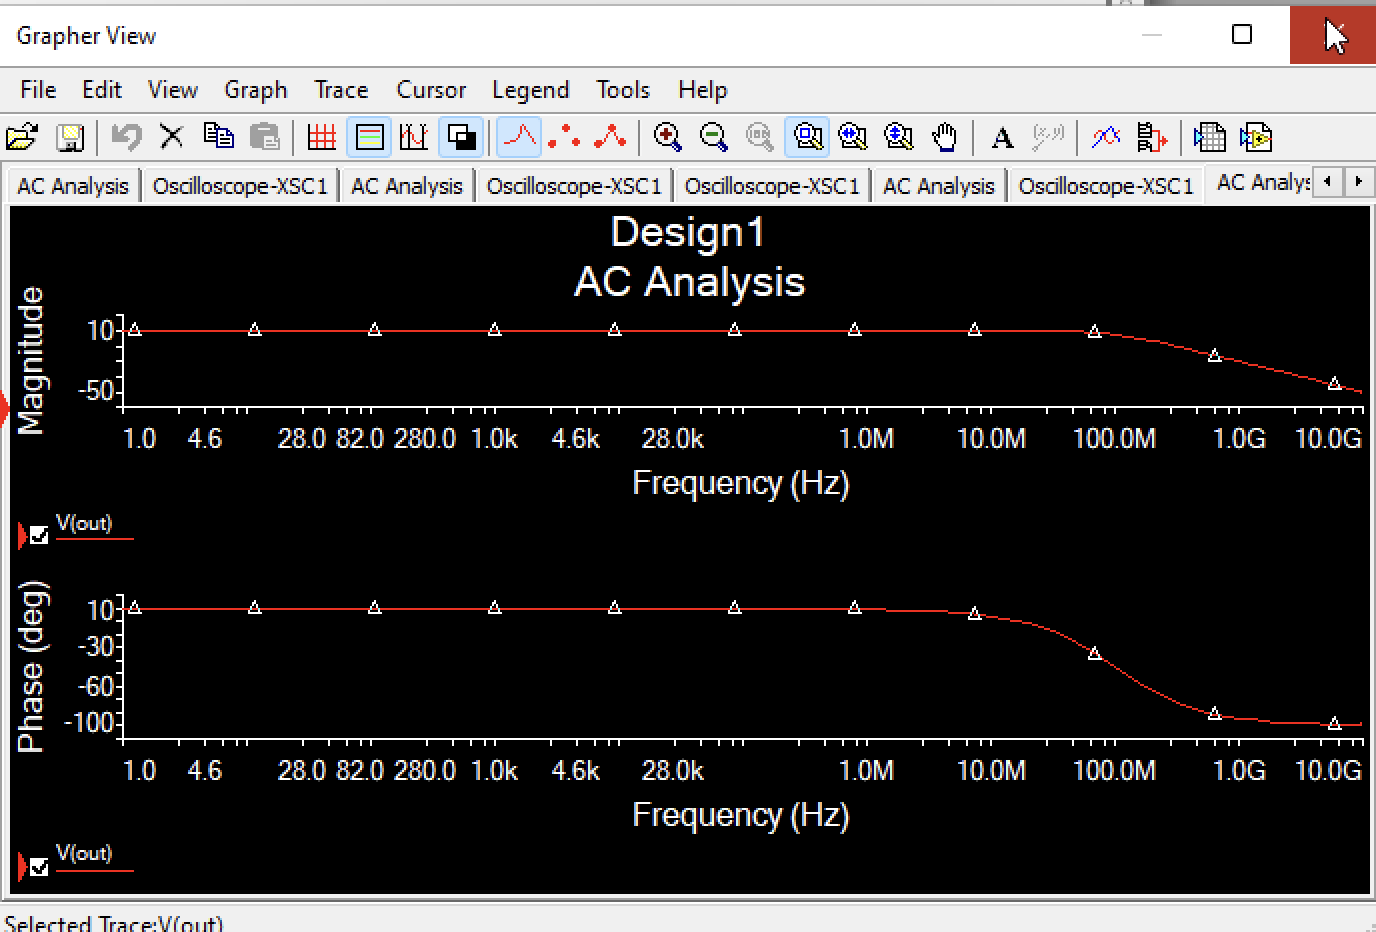 Grapher View
File Edit View Graph Trace Cursor Legend Tools Help
A
AC Analysis Oscilloscope-XSC1 AC Analysis Oscilloscope-XSC1 Oscilloscope-XSC1 AC Analysis Oscilloscope-XSC1 AC Analys
Design1
AC Analysis
Magnitude
10
-50
1.0 4.6 28.0 82.0 280.0 1.0k 4.6k 28.0k 1.0M 10.0M 100.0M 1.0G 10.0G
Frequency (Hz)
V(out)
Phase (deg)
10
-30
-60
-100
1.0 4.6 28.0 82.0 280.0 1.0k 4.6k 28.0k 1.0M 10.0M 100.0M 1.0G 10.0G
Frequency (Hz)
V(out)
Selected Trace:V(out)